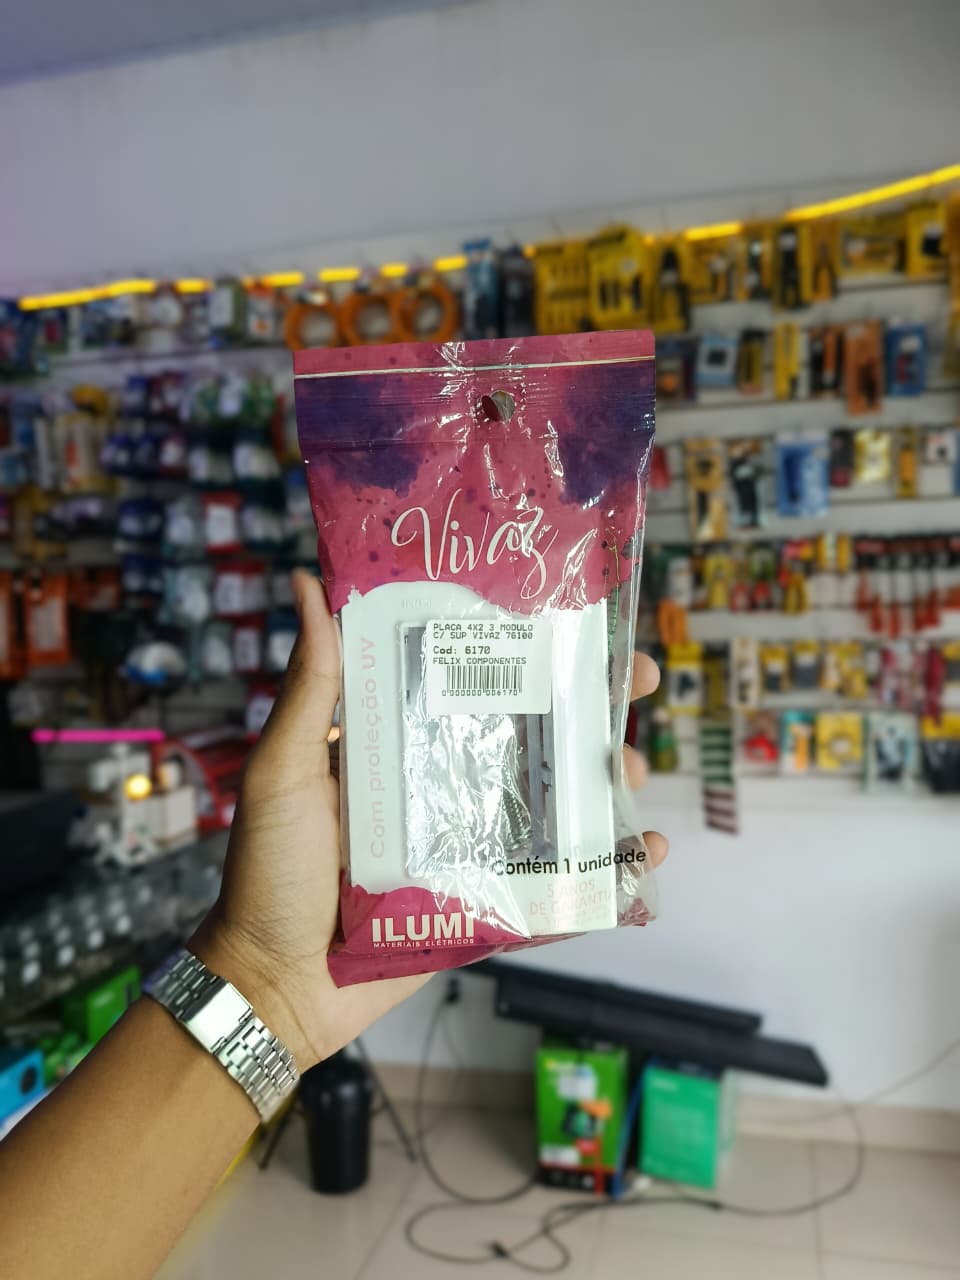 Vivaz
PLACA 4X2 3 MODULO
C/ SUP VIVAZ 76100
Cod: 6170
FELIX COMPONENTES
0000000006170
Com proteção UV
Contém 1 unidade
5 ANOS
DE GARANTIA
ILUMI
MATERIAIS ELÉTRICOS